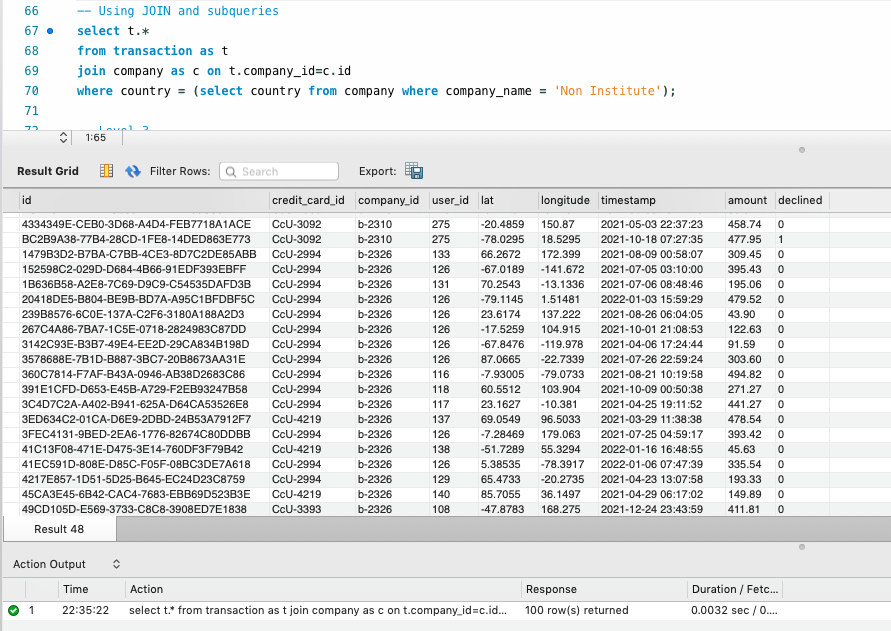 66 -- Using JOIN and subqueries
67 select t.*
68 from transaction as t
69 join company as c on t.company_id=c.id
70 where country = (select country from company where company_name = 'Non Institute');
71
72 -- Level 3
1:65
Result Grid Filter Rows: Search Export:
id credit_card_id company_id user_id lat longitude timestamp amount declined
4334349E-CEB0-3D68-A4D4-FEB7718A1ACE CcU-3092 b-2310 275 -20.4859 150.87 2021-05-03 22:37:23 458.74 0
BC2B9A38-77B4-28CD-1FE8-14DED863E773 CcU-3092 b-2310 275 -78.0295 18.5295 2021-10-18 07:27:35 477.95 1
1479B3D2-B7BA-C7BB-4CE3-8D7C2DE85ABB CcU-2994 b-2326 133 66.2672 172.399 2021-08-09 00:58:07 309.45 0
152598C2-029D-D684-4B66-91EDF393EBFF CcU-2994 b-2326 126 -67.0189 -141.672 2021-07-05 03:10:00 395.43 0
1B636B58-A2E8-7C69-D9C9-C54535DAFD3B CcU-2994 b-2326 131 70.2543 -13.1336 2021-07-06 08:48:46 195.06 0
20418DE5-B804-BE9B-BD7A-A95C1BFDBF5C CcU-2994 b-2326 126 -79.1145 1.51481 2022-01-03 15:59:29 479.52 0
239B8576-6C0E-137A-C2F6-3180A188A2D3 CcU-2994 b-2326 126 23.6174 137.222 2021-08-26 06:04:05 43.90 0
267C4A86-7BA7-1C5E-0718-2824983C87DD CcU-2994 b-2326 126 -17.5259 104.915 2021-10-01 21:08:53 122.63 0
3142C93E-B3B7-49E4-EE2D-29CA834B198D CcU-2994 b-2326 126 -67.8476 -119.978 2021-04-06 17:24:44 91.59 0
3578688E-7B1D-B887-3BC7-20B8673AA31E CcU-2994 b-2326 126 87.0665 -22.7339 2021-07-26 22:59:24 303.60 0
360C7814-F7AF-B43A-0946-AB38D2683C86 CcU-2994 b-2326 116 -7.93005 -79.0733 2021-08-21 10:19:58 494.82 0
391E1CFD-D653-E45B-A729-F2EB93247B58 CcU-2994 b-2326 118 60.5512 103.904 2021-10-09 00:50:38 271.27 0
3C4D7C2A-A402-B941-625A-D64CA53526E8 CcU-2994 b-2326 117 23.1627 -10.381 2021-04-25 19:11:52 441.27 0
3ED634C2-01CA-D6E9-2DBD-24B53A7912F7 CcU-4219 b-2326 137 69.0549 96.5033 2021-03-29 11:38:38 478.54 0
3FEC4131-9BED-2EA6-1776-82674C80DDBB CcU-2994 b-2326 126 -7.28469 179.063 2021-07-25 04:59:17 393.42 0
41C13F08-471E-D475-3E14-760DF3F79B42 CcU-4219 b-2326 138 -51.7289 55.3294 2022-01-16 16:48:55 45.63 0
41EC591D-808E-D85C-F05F-08BC3DE7A618 CcU-2994 b-2326 126 5.38535 -78.3917 2022-01-06 07:47:39 335.54 0
4217E857-1D51-5D25-B645-EC24D23C8759 CcU-2994 b-2326 129 65.4733 -20.2735 2021-04-23 13:07:58 193.33 0
45CA3E45-6B42-CAC4-7683-EBB69D523B3E CcU-4219 b-2326 140 85.7055 36.1497 2021-04-29 06:17:02 149.89 0
49CD105D-E569-3733-C8C8-3908ED7E1838 CcU-3393 b-2326 108 -47.8783 168.275 2021-12-24 23:43:59 411.81 0
Result 48
Action Output
Time Action Response Duration / Fetc...
1 22:35:22 select t.* from transaction as t join company as c on t.company_id=c.id... 100 row(s) returned 0.0032 sec / 0....